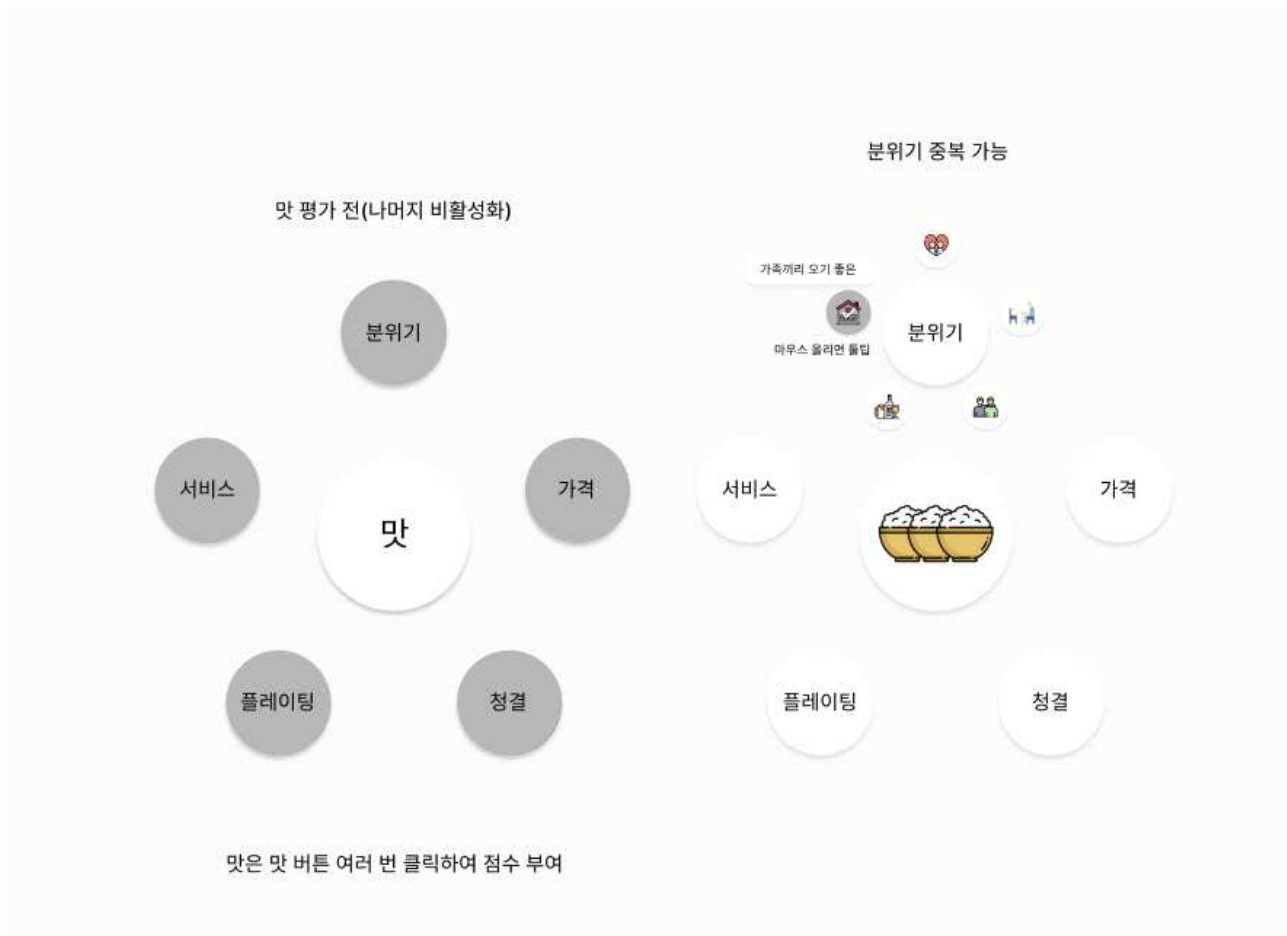 맛 평가 전(나머지 비활성화)
분위기
서비스
가격
맛
플레이팅
청결
맛은 맛 버튼 여러 번 클릭하여 점수 부여
분위기 중복 가능
가족끼리 오기 좋은
분위기
마우스 올리면 툴팁
서비스
가격
플레이팅
청결